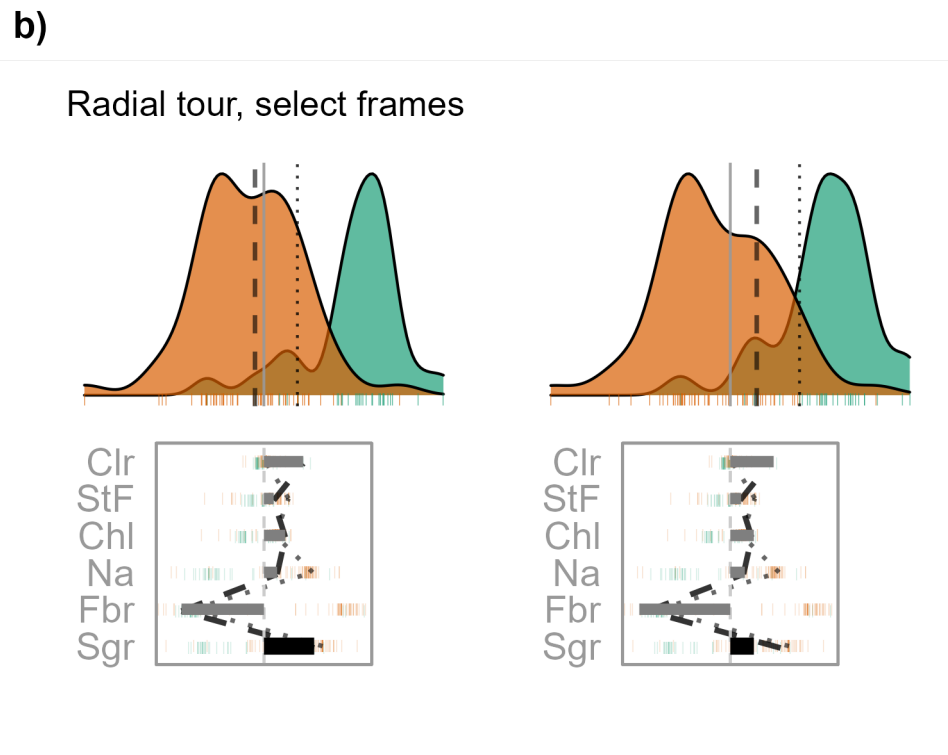 b)
Radial tour, select frames
Clr
StF
Chl
Na
Fbr
Sgr
Clr
StF
Chl
Na
Fbr
Sgr